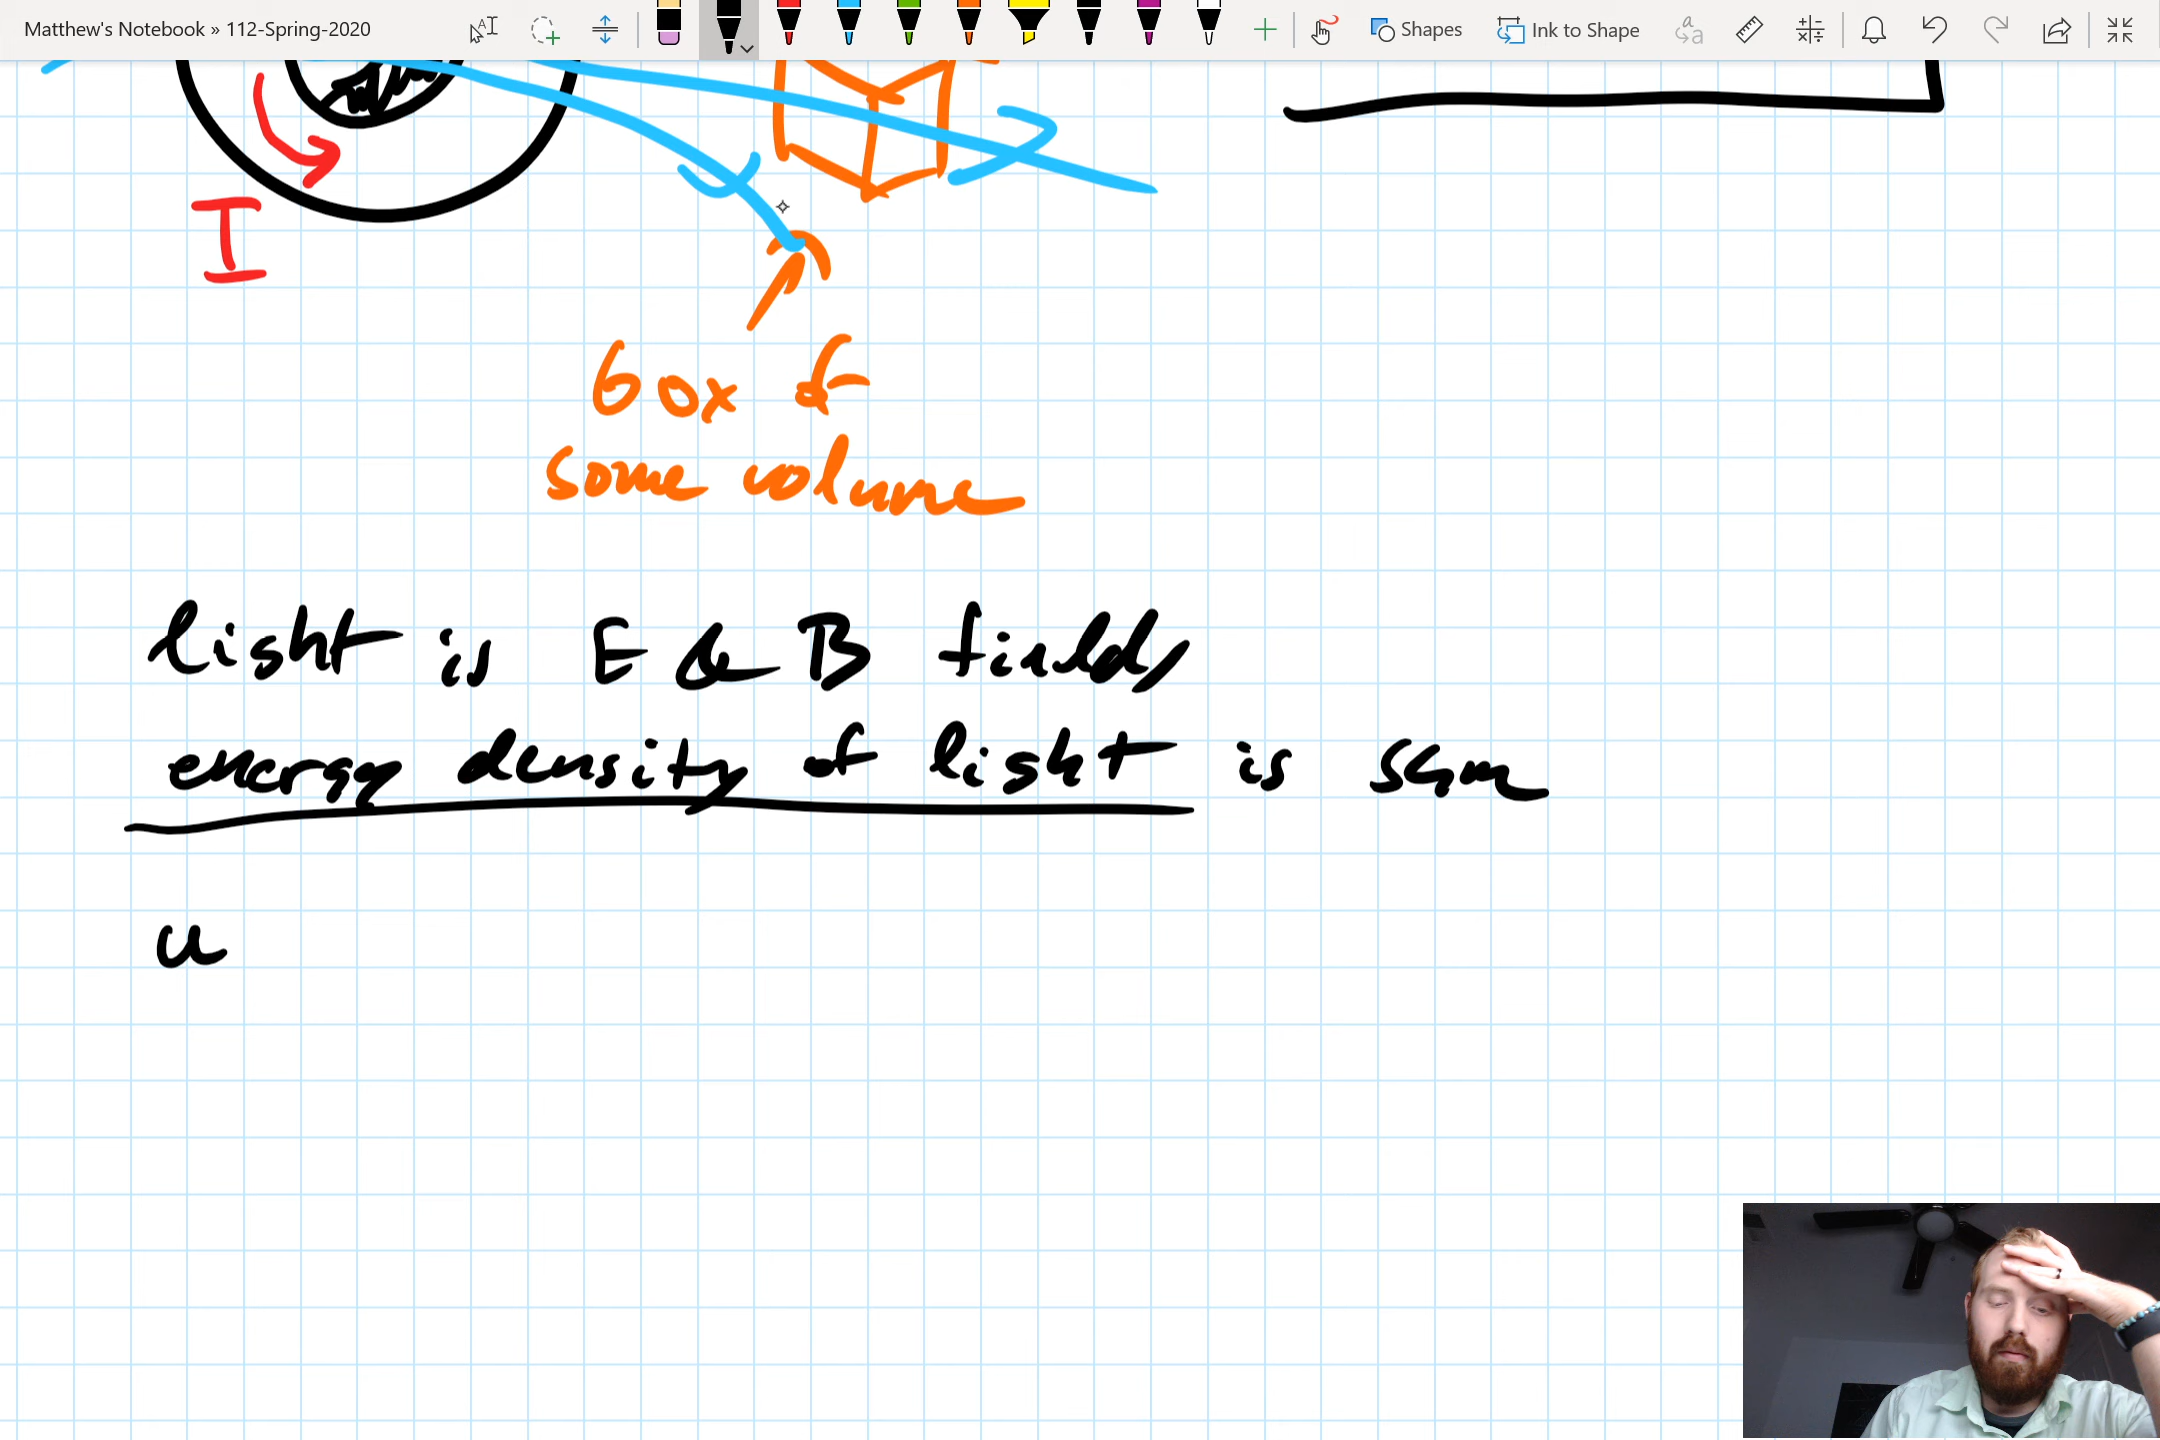 Matthew's Notebook » 112-Spring-2020
Shapes
Ink to Shape
I
box of
some volume
light is E & B fields
energy density of light is sum
u